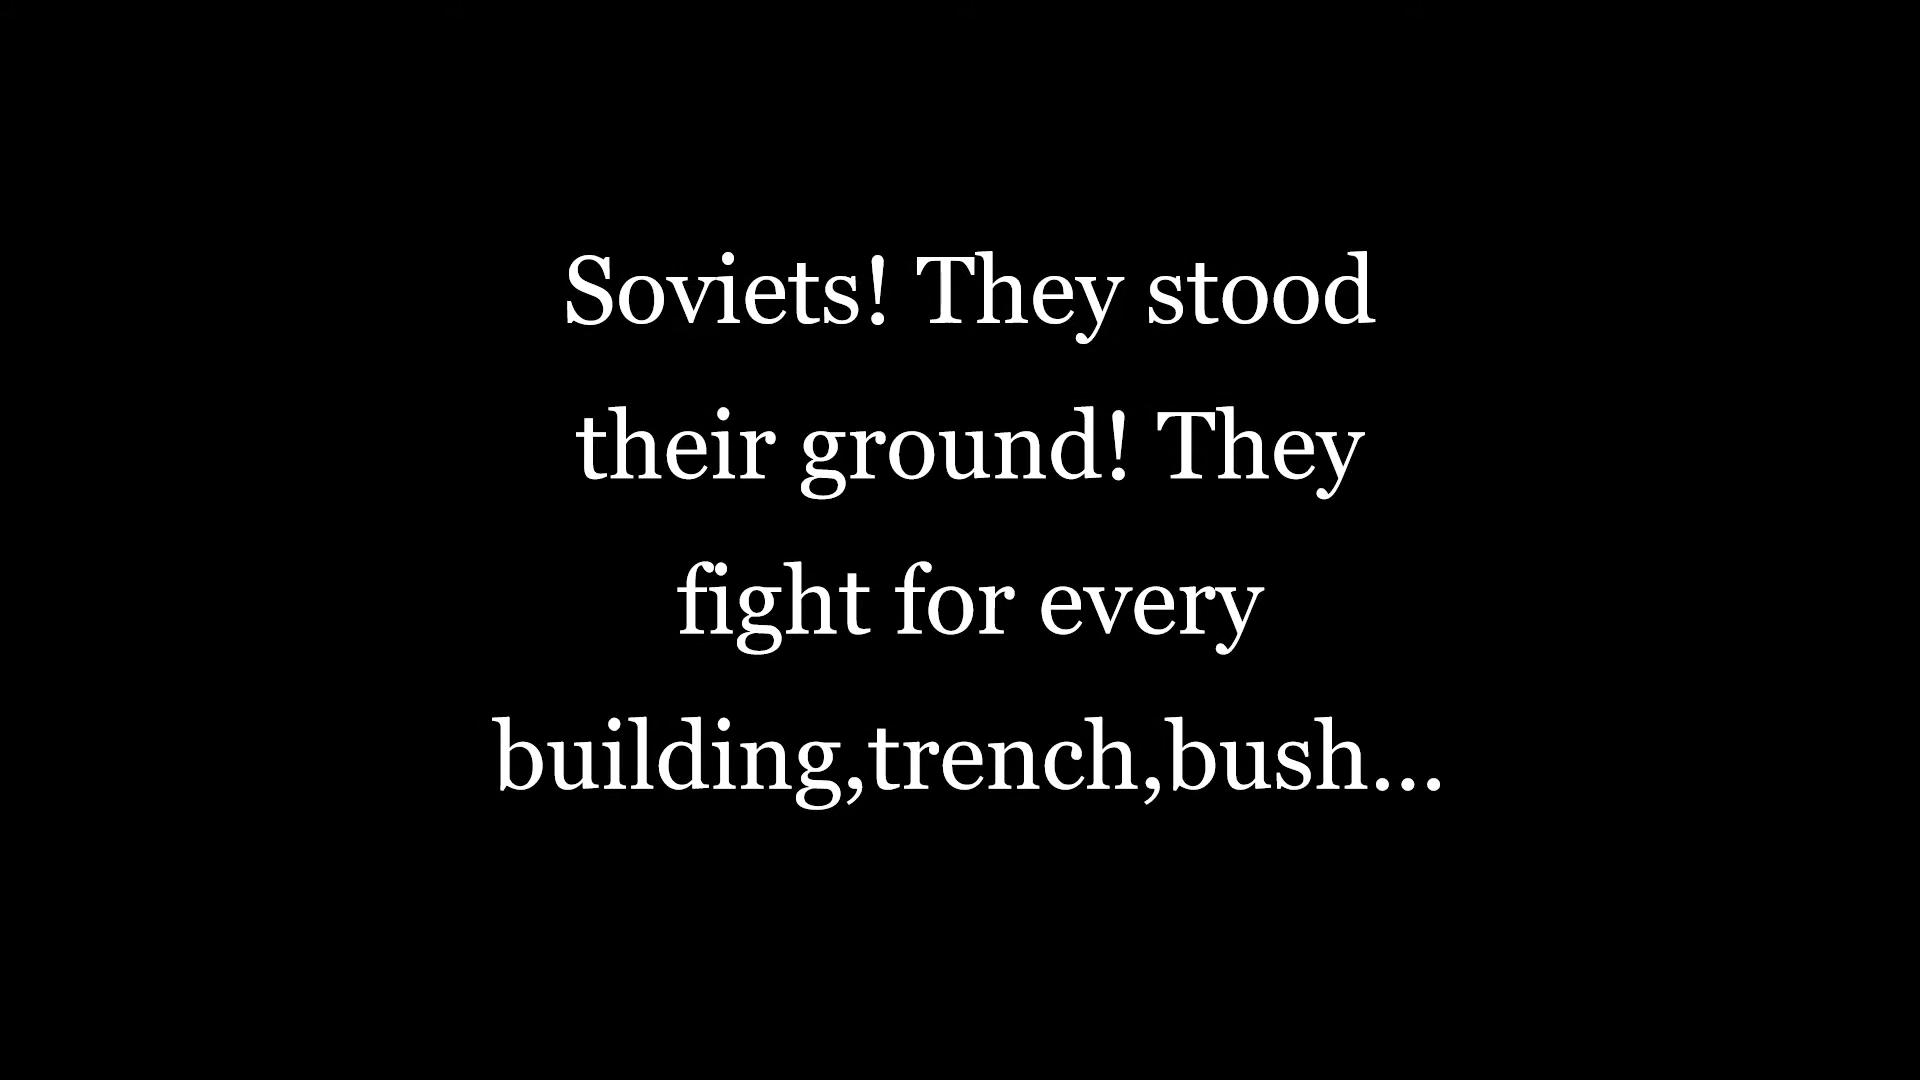 Soviets! They stood
their ground! They
fight for every
building,trench,bush...